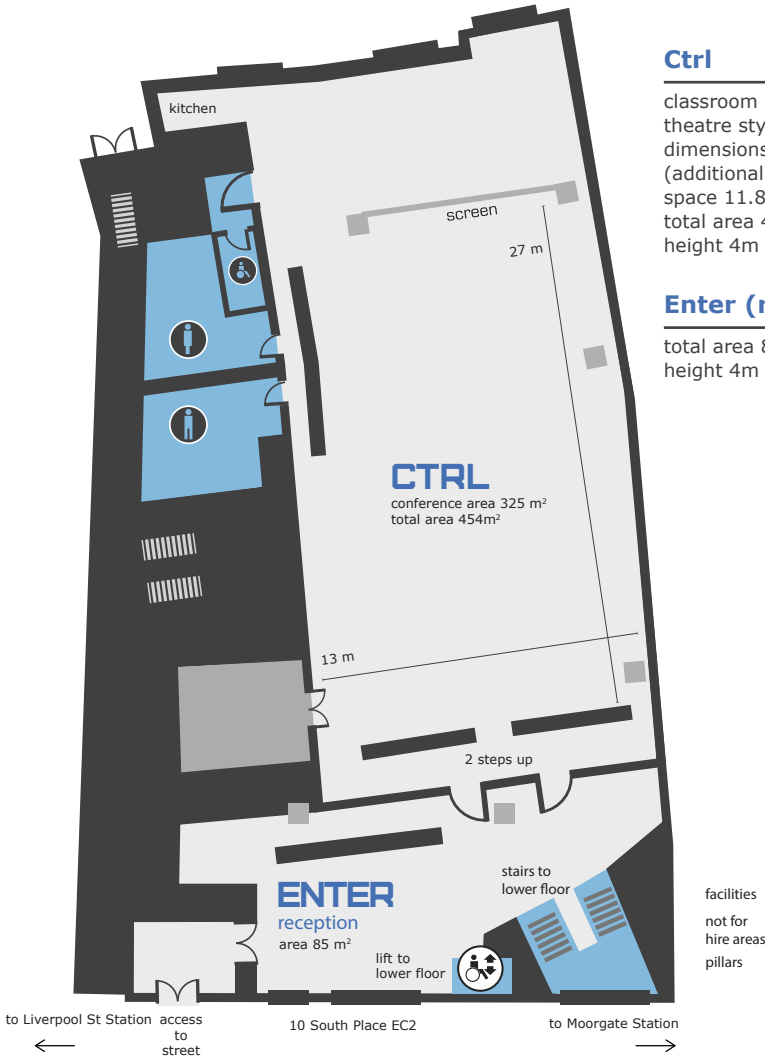 Ctrl
classroom
theatre sty
dimensions
(additional
space 11.8
total area 4
height 4m
Enter (r
total area 8
height 4m
kitchen
screen
27 m
CTRL
conference area 325 m²
total area 454m²
13 m
2 steps up
stairs to
lower floor
ENTER
reception
area 85 m²
lift to
lower floor
facilities
not for
hire areas
pillars
to Liverpool St Station
access
to
street
10 South Place EC2
to Moorgate Station